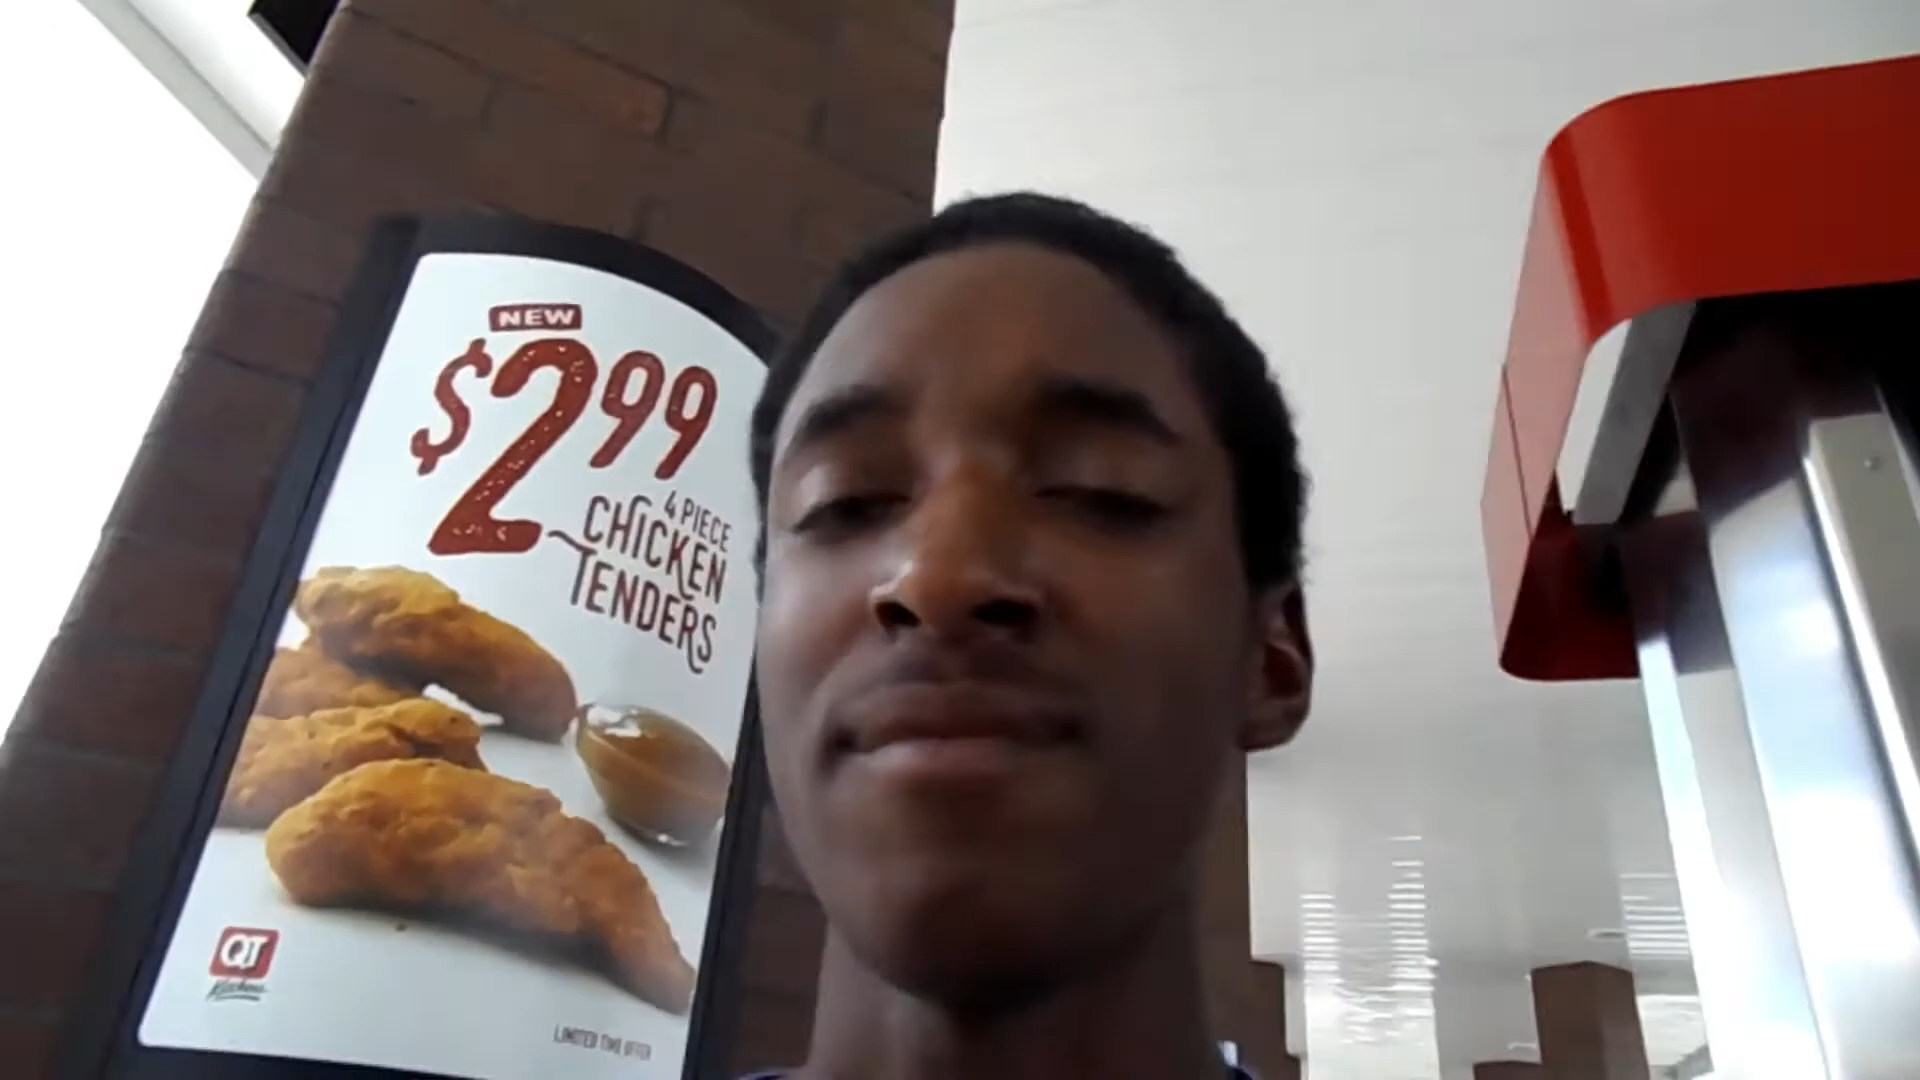 NEW
$2.99
4 PIECE
CHICKEN
TENDERS
QT
Kitchens
LIMITED TIME OFFER